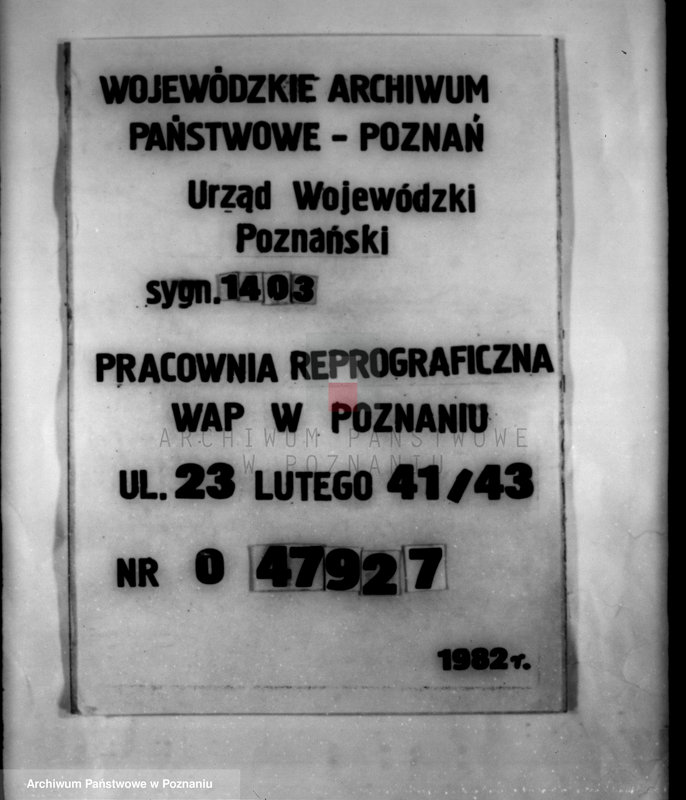 WOJEWÓDZKIE ARCHIWUM
PAŃSTWOWE - POZNAŃ
Urząd Wojewódzki
Poznański
sygn. 1403
PRACOWNIA REPROGRAFICZNA
WAP W POZNANIU
ARCHIWUM PAŃSTWOWE
W POZNANIU
UL. 23 LUTEGO 41/43
NR O 47927
1982 r.
Archiwum Państwowe w Poznaniu